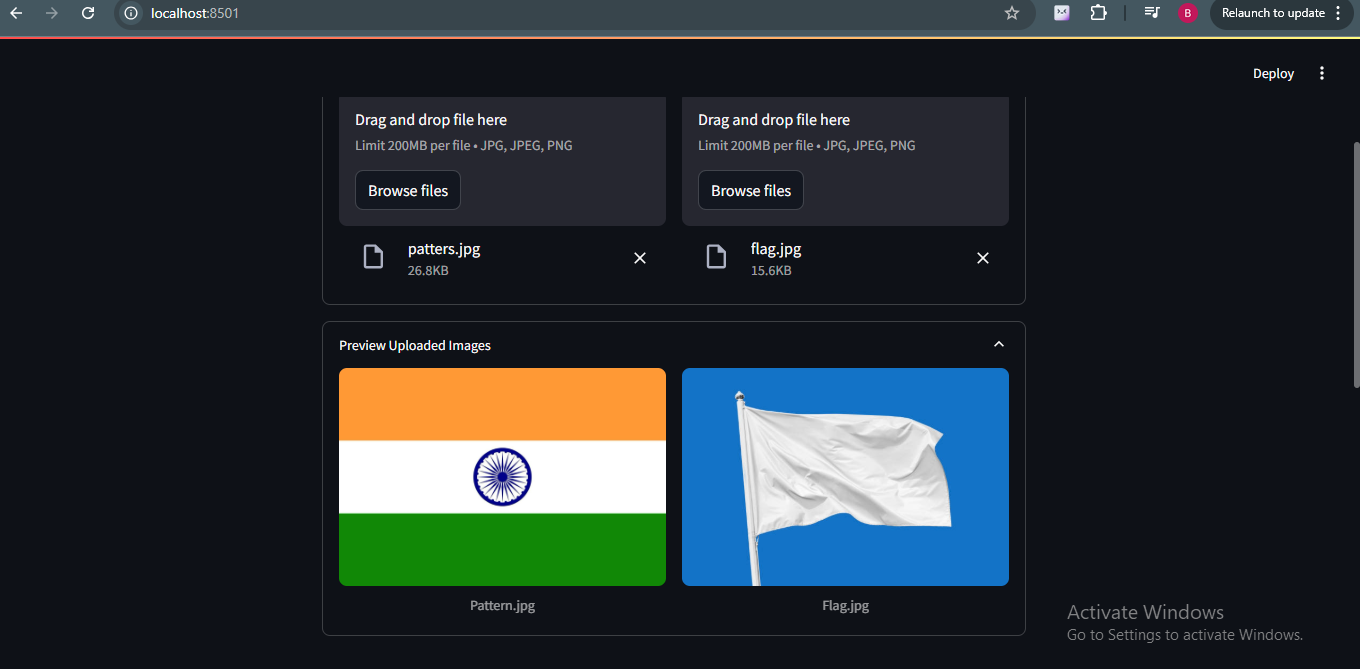 localhost:8501
B
Relaunch to update
Deploy
Drag and drop file here
Limit 200MB per file • JPG, JPEG, PNG
Browse files
patters.jpg
26.8KB
Drag and drop file here
Limit 200MB per file • JPG, JPEG, PNG
Browse files
flag.jpg
15.6KB
Preview Uploaded Images
Pattern.jpg
Flag.jpg
Activate Windows
Go to Settings to activate Windows.